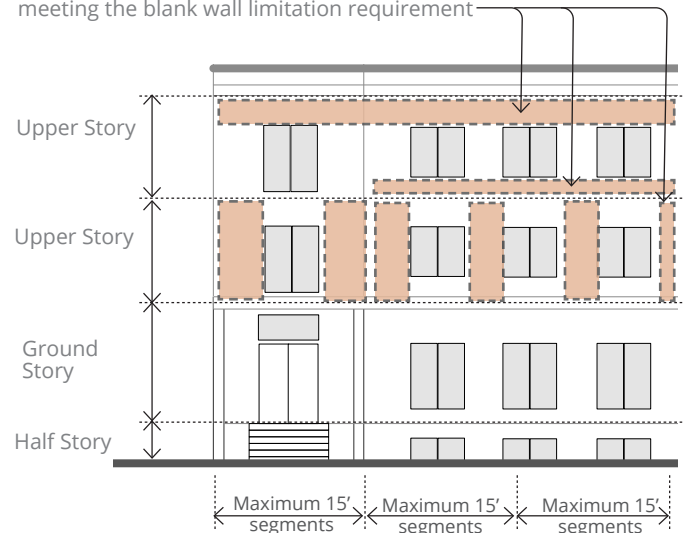 meeting the blank wall limitation requirement
Upper Story
Upper Story
Ground
Story
Half Story
Maximum 15’
segments
Maximum 15’
segments
Maximum 15’
segments